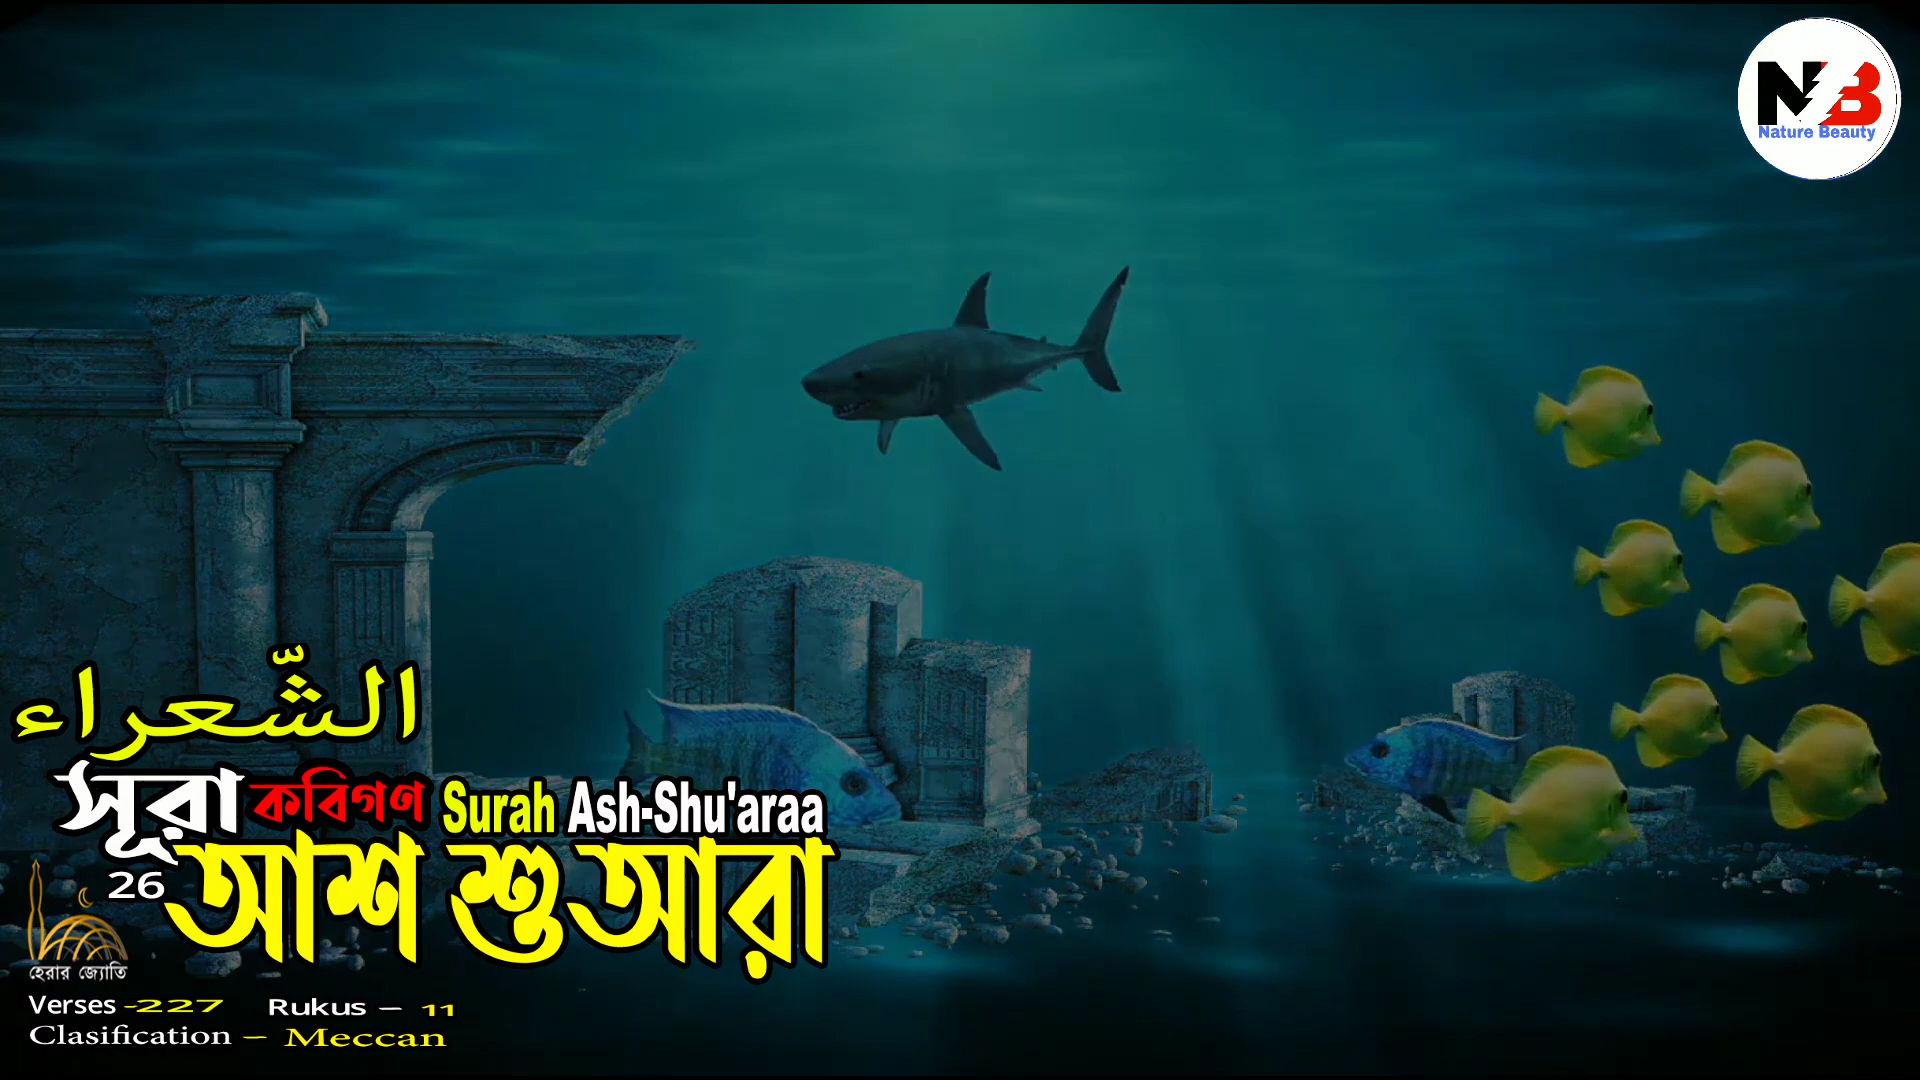 NB
Nature Beauty
الشّعراء
সূরা কবিগণ Surah Ash-Shu'araa
26 আশ শুআরা
হেরার জ্যোতি
Verses -227 Rukus – 11
Clasification – Meccan